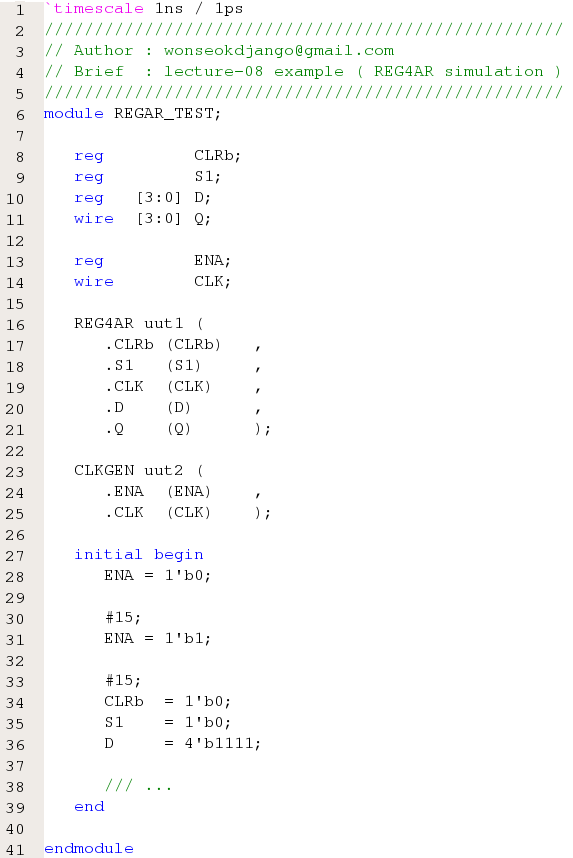 1 `timescale 1ns / 1ps
2 ////////////////////////////////////////////////////
3 // Author : wonseokdjango@gmail.com
4 // Brief  : lecture-08 example ( REG4AR simulation )
5 ////////////////////////////////////////////////////
6 module REGAR_TEST;
7
8    reg         CLRb;
9    reg         S1;
10    reg   [3:0] D;
11    wire  [3:0] Q;
12
13    reg         ENA;
14    wire        CLK;
15
16    REG4AR uut1 (
17       .CLRb (CLRb)   ,
18       .S1   (S1)     ,
19       .CLK  (CLK)    ,
20       .D    (D)      ,
21       .Q    (Q)      );
22
23    CLKGEN uut2 (
24       .ENA  (ENA)    ,
25       .CLK  (CLK)    );
26
27    initial begin
28       ENA = 1'b0;
29
30       #15;
31       ENA = 1'b1;
32
33       #15;
34       CLRb  = 1'b0;
35       S1    = 1'b0;
36       D     = 4'b1111;
37
38       /// ...
39    end
40
41 endmodule